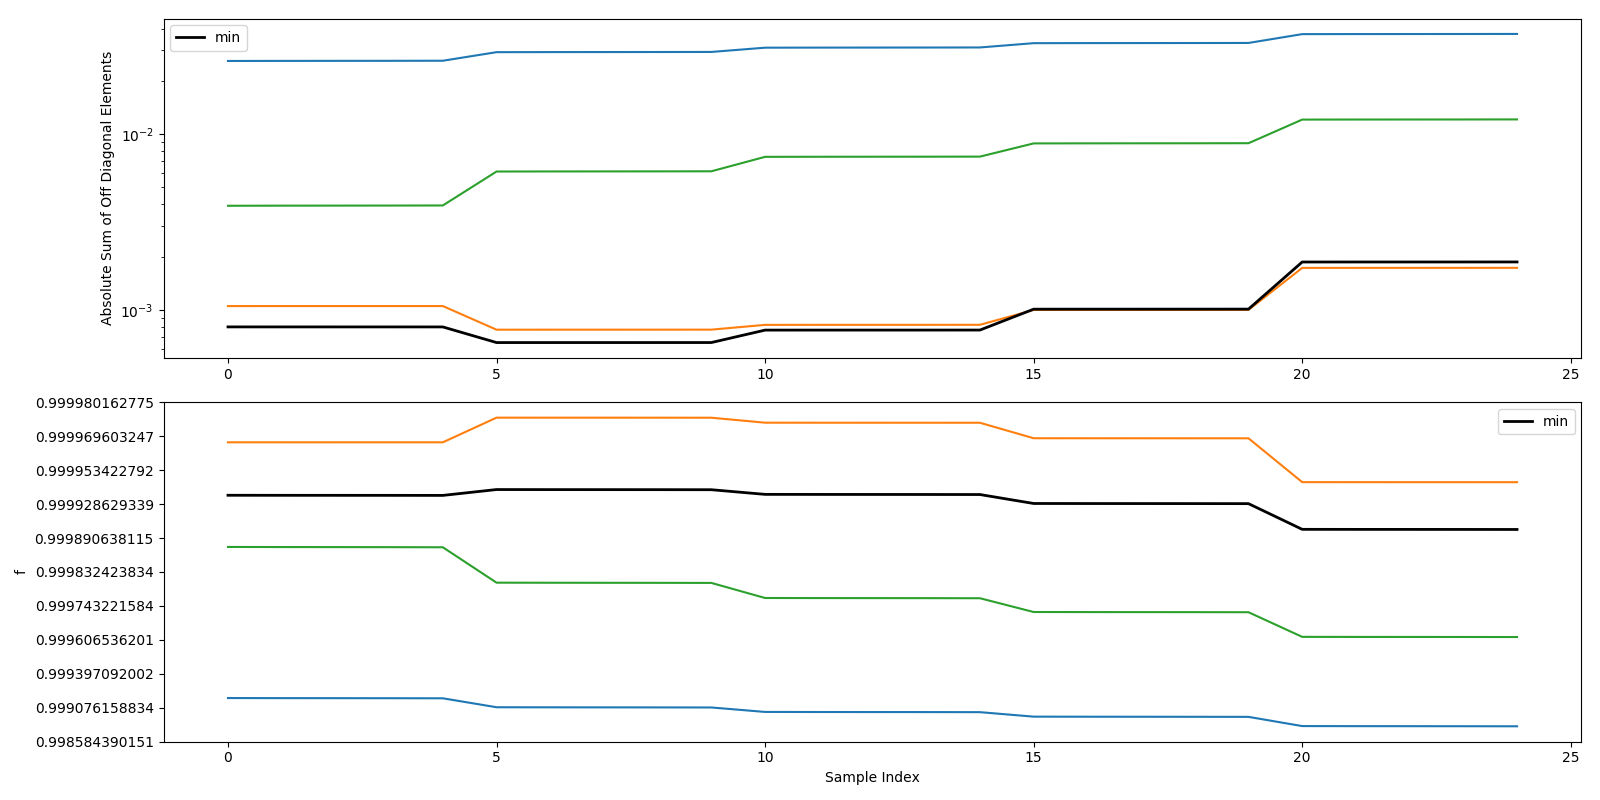 min
Absolute Sum of Off Diagonal Elements
10⁻²
10⁻³
0 5 10 15 20 25
min
f
0.999980162775
0.999969603247
0.999953422792
0.999928629339
0.999890638115
0.999832423834
0.999743221584
0.999606536201
0.999397092002
0.999076158834
0.998584390151
0 5 10 15 20 25
Sample Index